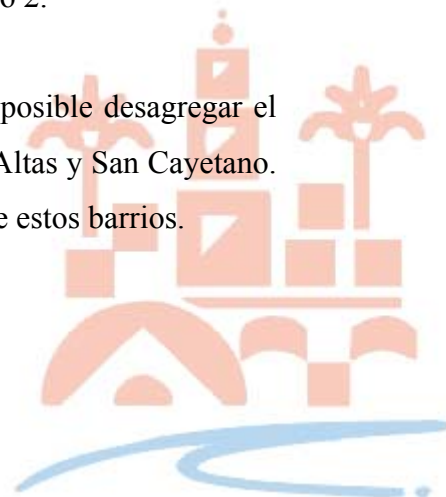 o 2.
posible desagregar el
Altas y San Cayetano.
e estos barrios.